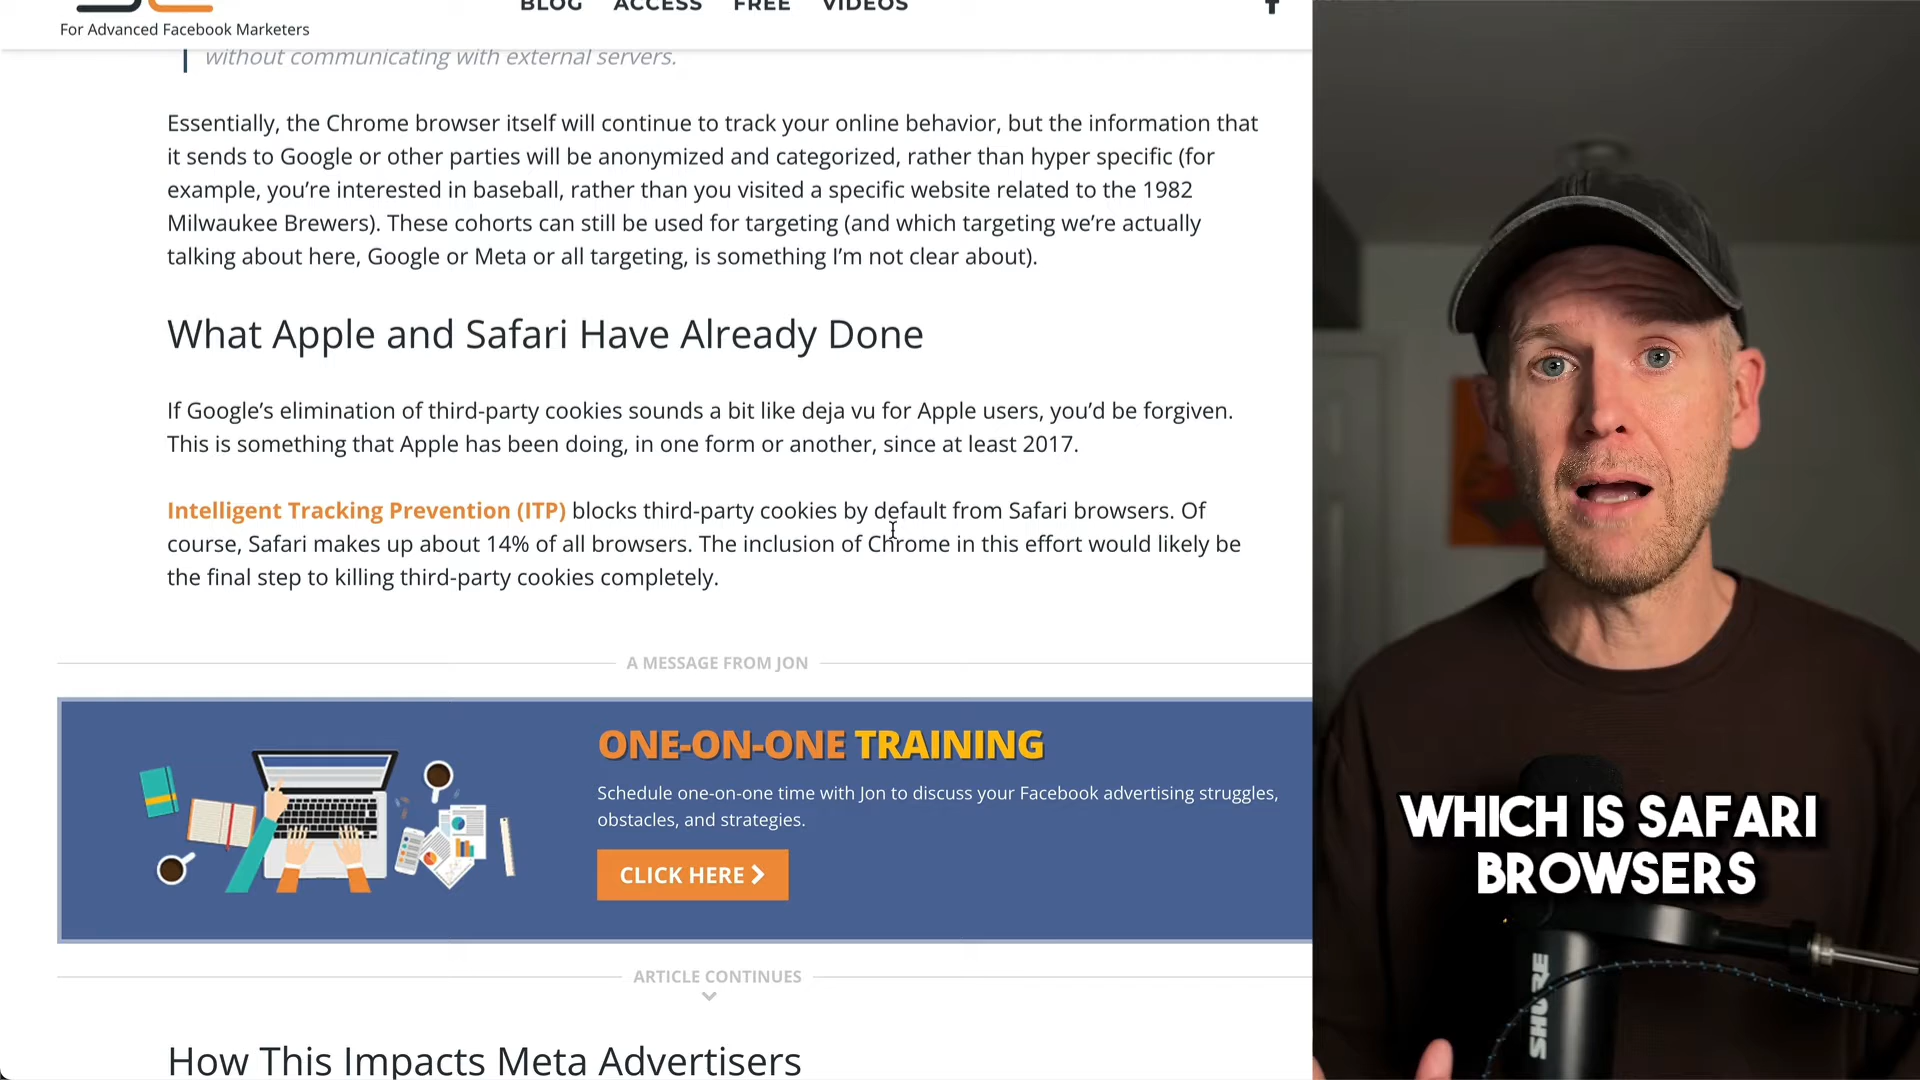 BLOG ACCESS FREE VIDEOS
For Advanced Facebook Marketers
without communicating with external servers.
Essentially, the Chrome browser itself will continue to track your online behavior, but the information that
it sends to Google or other parties will be anonymized and categorized, rather than hyper specific (for
example, you’re interested in baseball, rather than you visited a specific website related to the 1982
Milwaukee Brewers). These cohorts can still be used for targeting (and which targeting we’re actually
talking about here, Google or Meta or all targeting, is something I’m not clear about).
What Apple and Safari Have Already Done
If Google’s elimination of third-party cookies sounds a bit like deja vu for Apple users, you’d be forgiven.
This is something that Apple has been doing, in one form or another, since at least 2017.
Intelligent Tracking Prevention (ITP) blocks third-party cookies by default from Safari browsers. Of
course, Safari makes up about 14% of all browsers. The inclusion of Chrome in this effort would likely be
the final step to killing third-party cookies completely.
A MESSAGE FROM JON
ONE-ON-ONE TRAINING
Schedule one-on-one time with Jon to discuss your Facebook advertising struggles,
obstacles, and strategies.
CLICK HERE
ARTICLE CONTINUES
How This Impacts Meta Advertisers
WHICH IS SAFARI
BROWSERS
SHURE